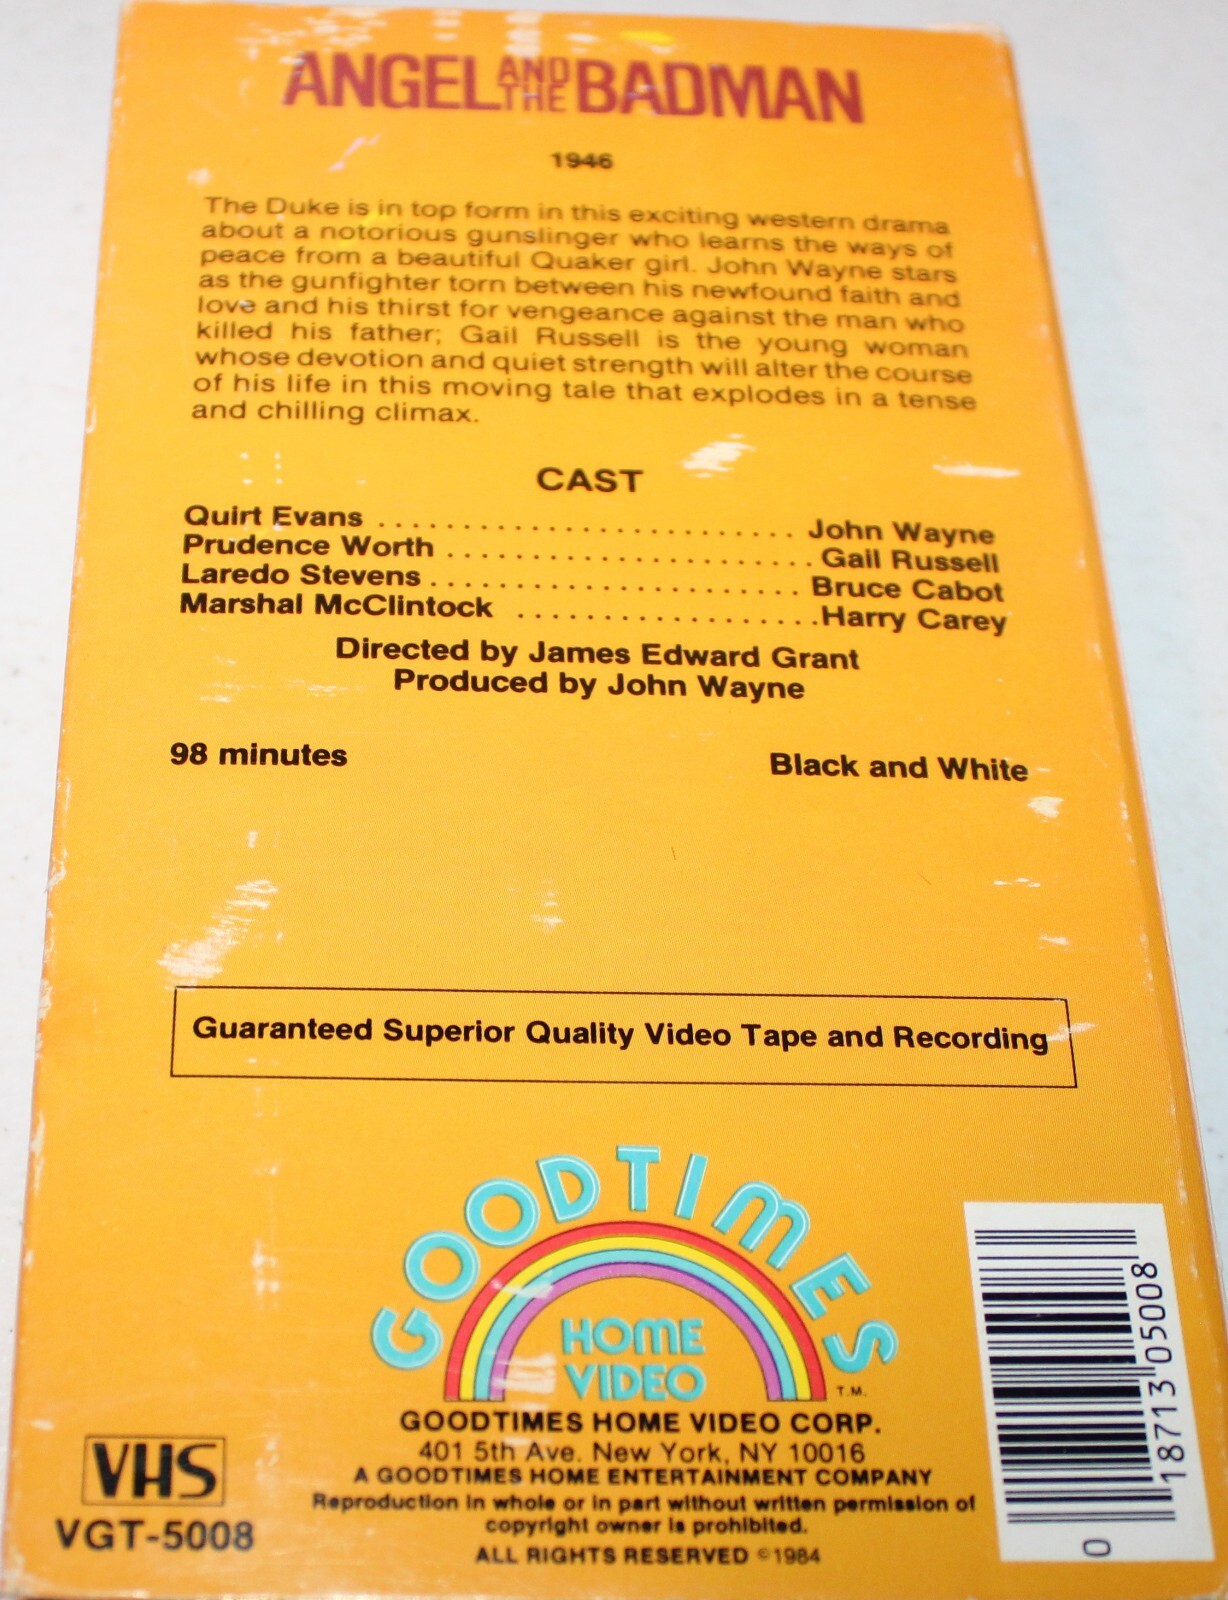 ANGEL AND THE BADMAN
1946
The Duke is in top form in this exciting western drama
about a notorious gunslinger who learns the ways of
peace from a beautiful Quaker girl. John Wayne stars
as the gunfighter torn between his newfound faith and
love and his thirst for vengeance against the man who
killed his father; Gail Russell is the young woman
whose devotion and quiet strength will alter the course
of his life in this moving tale that explodes in a tense
and chilling climax.
CAST
Quirt Evans ......................... John Wayne
Prudence Worth ...................... Gail Russell
Laredo Stevens ...................... Bruce Cabot
Marshal McClintock .................. Harry Carey
Directed by James Edward Grant
Produced by John Wayne
98 minutes Black and White
Guaranteed Superior Quality Video Tape and Recording
GOODTIMES
HOME
VIDEO
T.M.
GOODTIMES HOME VIDEO CORP.
401 5th Ave. New York, NY 10016
A GOODTIMES HOME ENTERTAINMENT COMPANY
Reproduction in whole or in part without written permission of
copyright owner is prohibited.
ALL RIGHTS RESERVED ©1984
VHS
VGT-5008
0 18713 05008